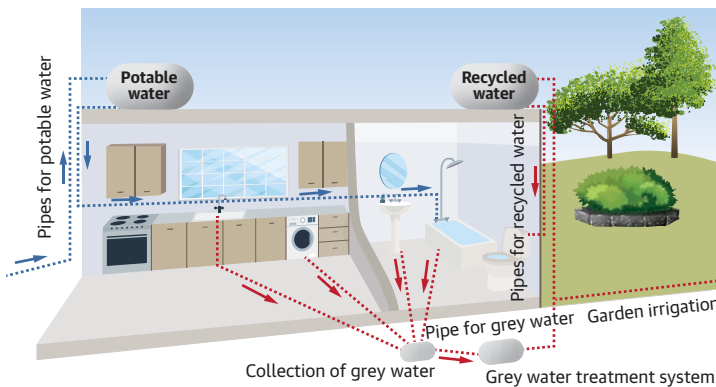 Potable
water
Recycled
water
Pipes for potable water
Pipes for recycled water
Pipe for grey water
Garden irrigation
Collection of grey water
Grey water treatment system